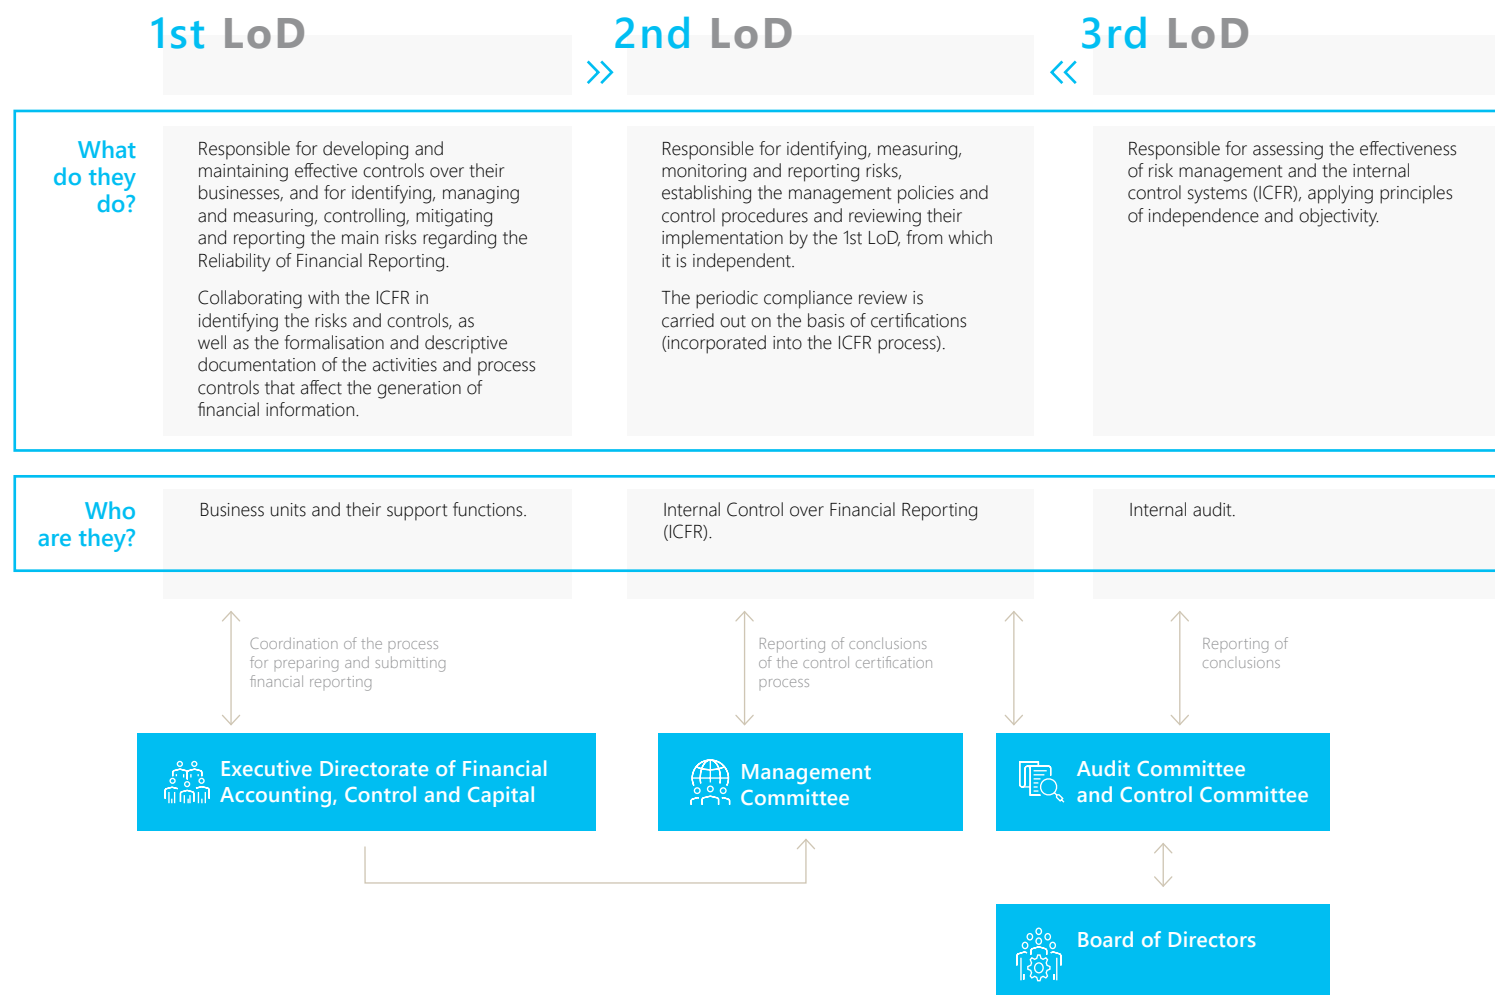 1st LoD
2nd LoD
3rd LoD
What
do they
do?
Responsible for developing and
maintaining effective controls over their
businesses, and for identifying, managing
and measuring, controlling, mitigating
and reporting the main risks regarding the
Reliability of Financial Reporting.
Collaborating with the ICFR in
identifying the risks and controls, as
well as the formalisation and descriptive
documentation of the activities and process
controls that affect the generation of
financial information.
Responsible for identifying, measuring,
monitoring and reporting risks,
establishing the management policies and
control procedures and reviewing their
implementation by the 1st LoD, from which
it is independent.
The periodic compliance review is
carried out on the basis of certifications
(incorporated into the ICFR process).
Responsible for assessing the effectiveness
of risk management and the internal
control systems (ICFR), applying principles
of independence and objectivity.
Who
are they?
Business units and their support functions.
Internal Control over Financial Reporting
(ICFR).
Internal audit.
Coordination of the process
for preparing and submitting
financial reporting
Reporting of conclusions
of the control certification
process
Reporting of
conclusions
Executive Directorate of Financial
Accounting, Control and Capital
Management
Committee
Audit Committee
and Control Committee
Board of Directors